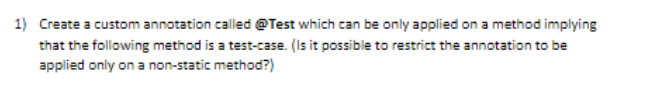 1) Create a custom annotation called @Test which can be only applied on a method implying
that the following method is a test-case. (Is it possible to restrict the annotation to be
applied only on a non-static method?)